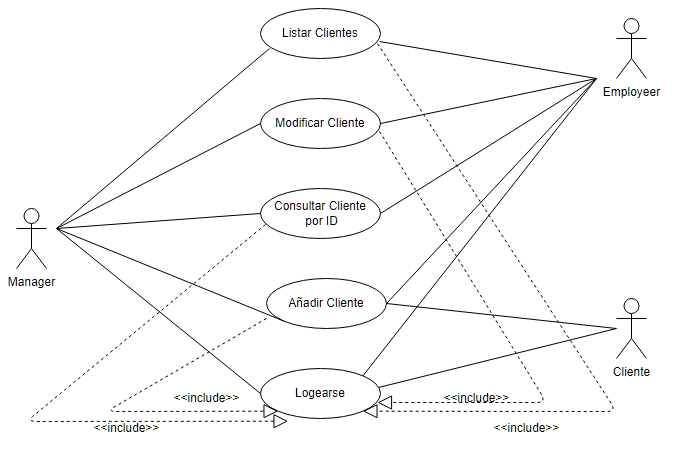 Listar Clientes
Employeer
Modificar Cliente
Consultar Cliente
por ID
Manager
Añadir Cliente
Cliente
Logearse
<<include>>
<<include>>
<<include>>
<<include>>